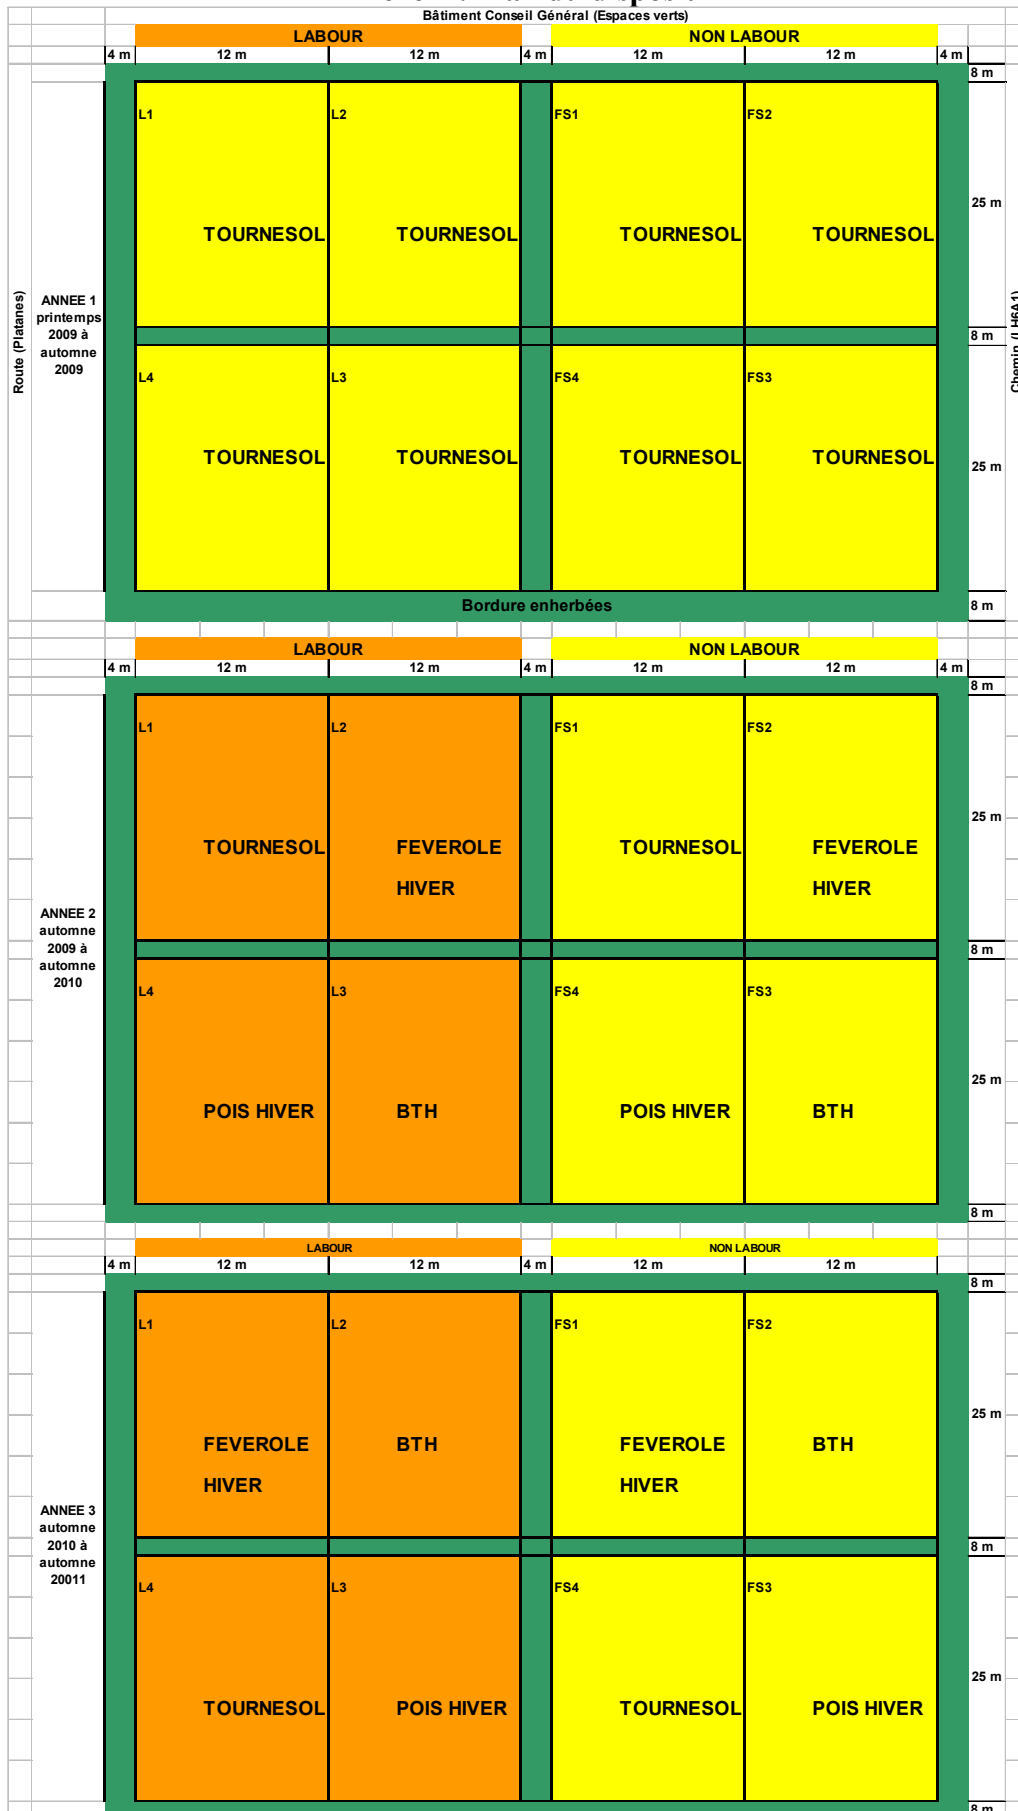 Bâtiment Conseil Général (Espaces verts)
LABOUR NON LABOUR
4 m 12 m 12 m 4 m 12 m 12 m 4 m
8 m
L1 L2 FS1 FS2
25 m
TOURNESOL TOURNESOL TOURNESOL TOURNESOL
Route (Platanes)
ANNEE 1
printemps
2009 à
automne
2009
Chemin (LH6A1)
8 m
L4 L3 FS4 FS3
TOURNESOL TOURNESOL TOURNESOL TOURNESOL
25 m
Bordure enherbées
8 m
LABOUR NON LABOUR
4 m 12 m 12 m 4 m 12 m 12 m 4 m
8 m
L1 L2 FS1 FS2
25 m
TOURNESOL FEVEROLE TOURNESOL FEVEROLE
HIVER HIVER
ANNEE 2
automne
2009 à
automne
2010
8 m
L4 L3 FS4 FS3
25 m
POIS HIVER BTH POIS HIVER BTH
8 m
LABOUR NON LABOUR
4 m 12 m 12 m 4 m 12 m 12 m
8 m
L1 L2 FS1 FS2
25 m
FEVEROLE BTH FEVEROLE BTH
HIVER HIVER
ANNEE 3
automne
2010 à
automne
20011
8 m
L4 L3 FS4 FS3
25 m
TOURNESOL POIS HIVER TOURNESOL POIS HIVER
8 m